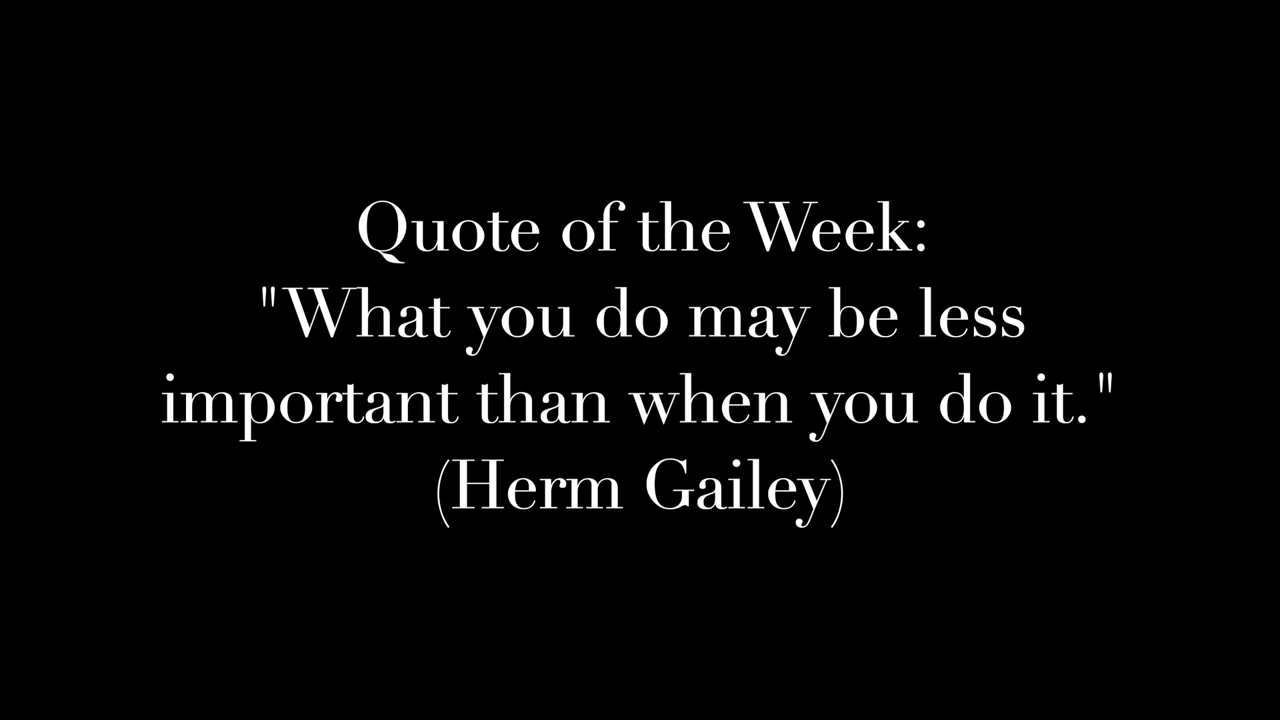 Quote of the Week:
"What you do may be less
important than when you do it."
(Herm Gailey)